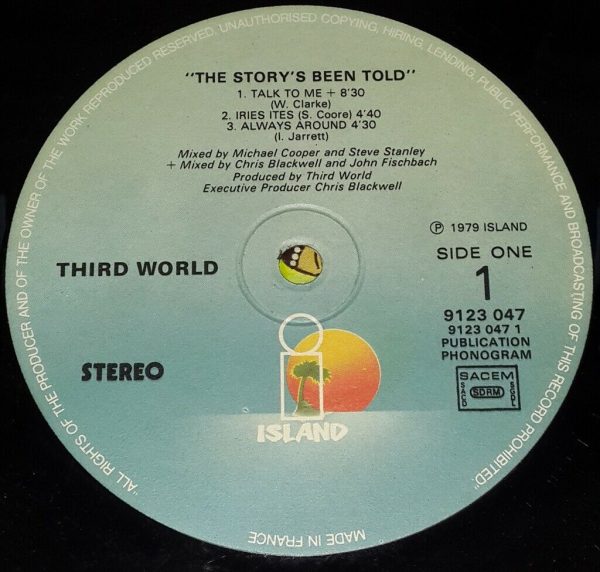 "ALL RIGHTS OF THE PRODUCER AND OF THE OWNER OF THE WORK REPRODUCED RESERVED. UNAUTHORISED COPYING, HIRING, LENDING, PUBLIC PERFORMANCE AND BROADCASTING OF THIS RECORD PROHIBITED."
"THE STORY'S BEEN TOLD"
1. TALK TO ME + 8'30
(W. Clarke)
2. IRIES ITES (S. Coore) 4'40
3. ALWAYS AROUND 4'30
(I. Jarrett)
Mixed by Michael Cooper and Steve Stanley
+ Mixed by Chris Blackwell and John Fischbach
Produced by Third World
Executive Producer Chris Blackwell
THIRD WORLD
STEREO
℗ 1979 ISLAND
SIDE ONE
1
9123 047
9123 047 1
PUBLICATION
PHONOGRAM
SACEM
SACD SDRM SGDL
i
ISLAND
MADE IN FRANCE